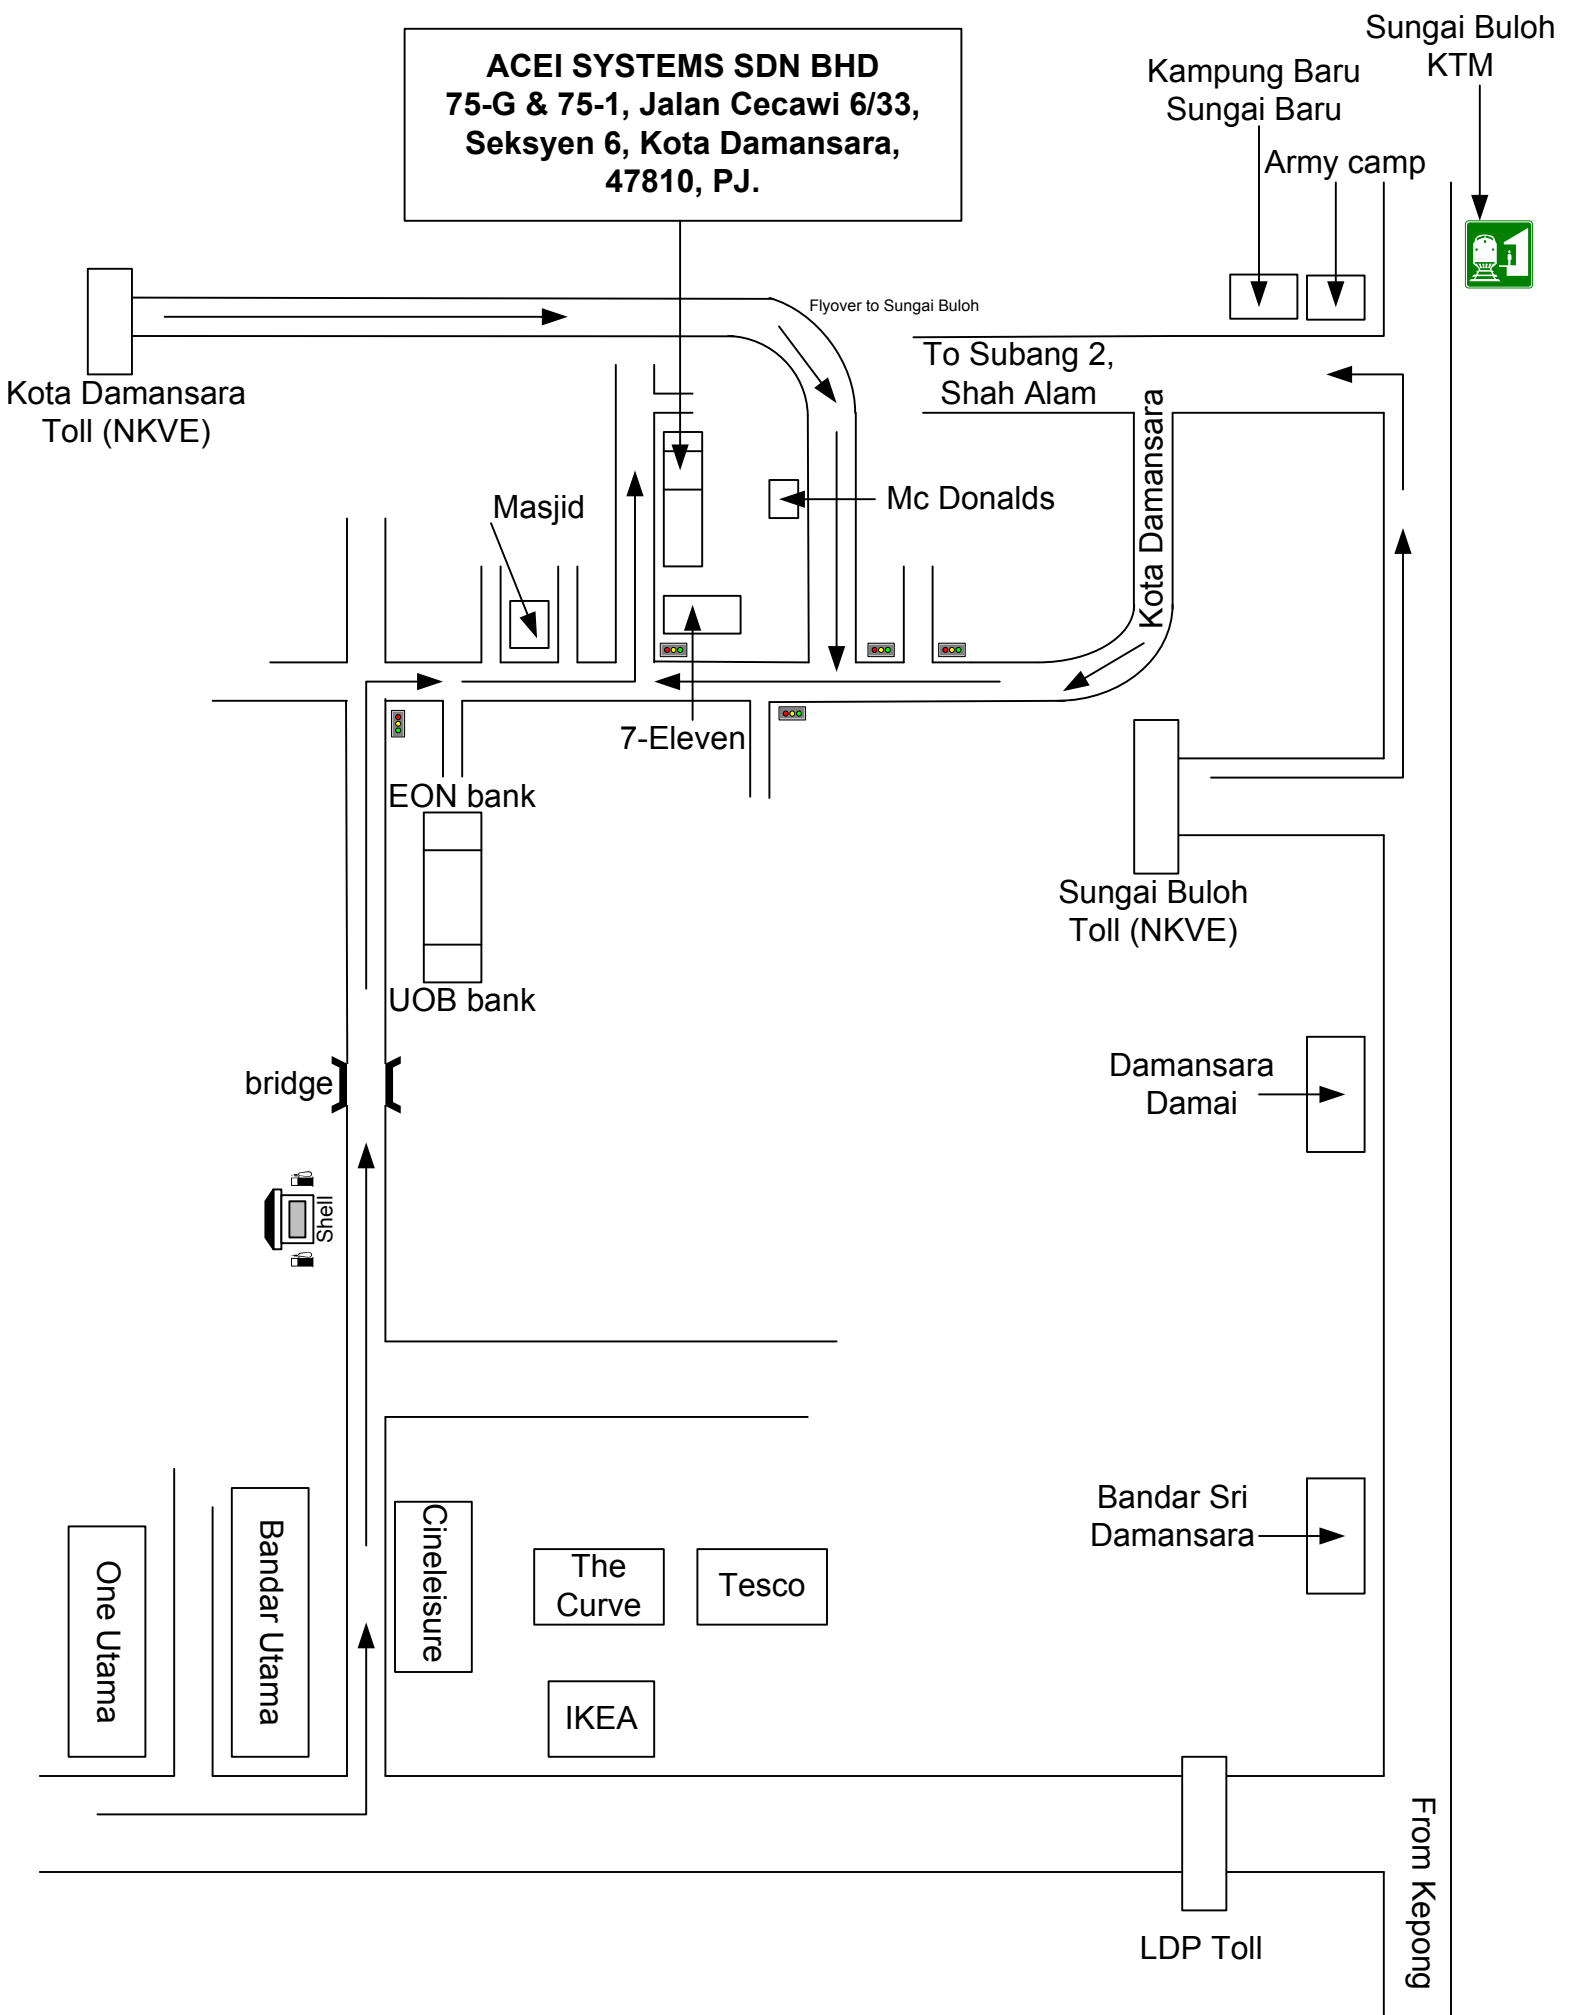 ACEI SYSTEMS SDN BHD
75-G & 75-1, Jalan Cecawi 6/33,
Seksyen 6, Kota Damansara,
47810, PJ.
Sungai Buloh
KTM
Kampung Baru
Sungai Baru
Army camp
Flyover to Sungai Buloh
To Subang 2,
Shah Alam
Kota Damansara
Toll (NKVE)
Kota Damansara
Masjid
Mc Donalds
7-Eleven
EON bank
UOB bank
Sungai Buloh
Toll (NKVE)
bridge
Damansara
Damai
Shell
Bandar Sri
Damansara
One Utama
Bandar Utama
Cineleisure
The
Curve
Tesco
IKEA
From Kepong
LDP Toll